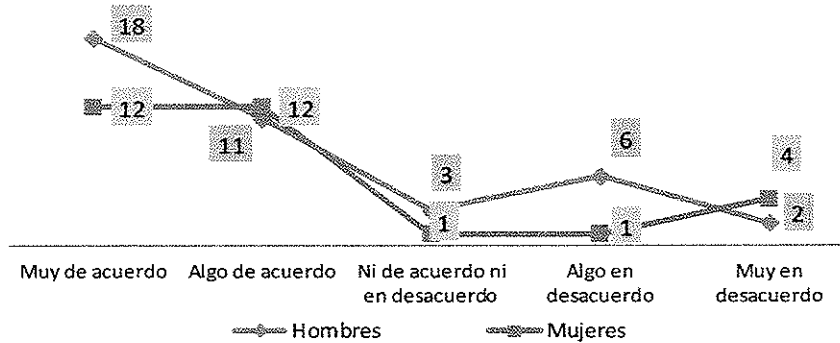 18
12
12
11
6
3
4
1
1
2
Muy de acuerdo
Algo de acuerdo
Ni de acuerdo ni
en desacuerdo
Algo en
desacuerdo
Muy en
desacuerdo
Hombres
Mujeres